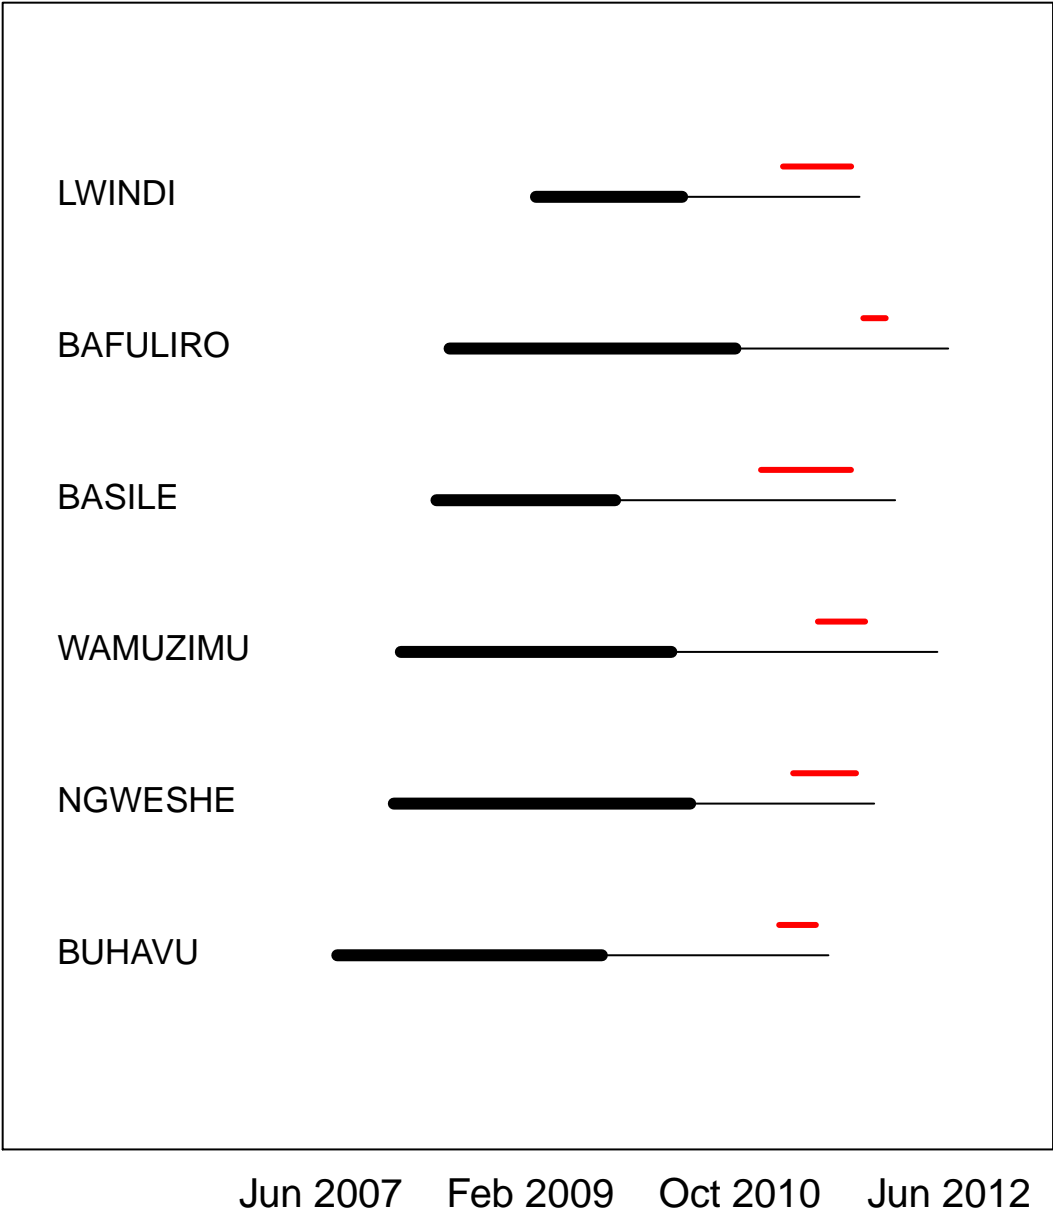 LWINDI
BAFULIRO
BASILE
WAMUZIMU
NGWESHE
BUHAVU
Jun 2007 Feb 2009 Oct 2010 Jun 2012